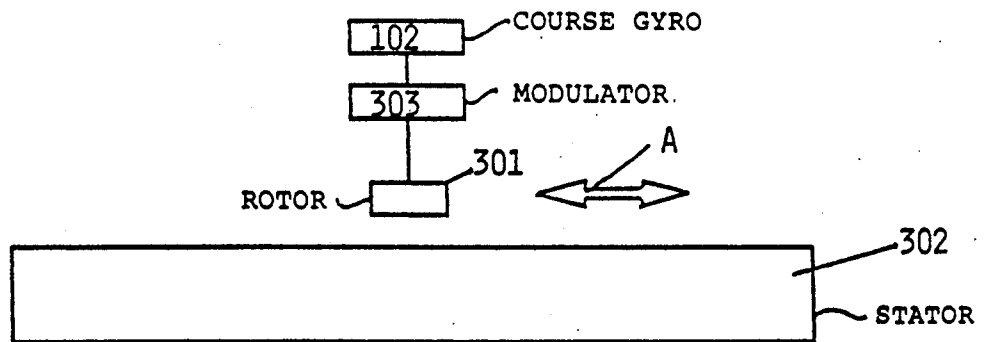 102 COURSE GYRO
303 MODULATOR.
301
A
ROTOR
302
STATOR